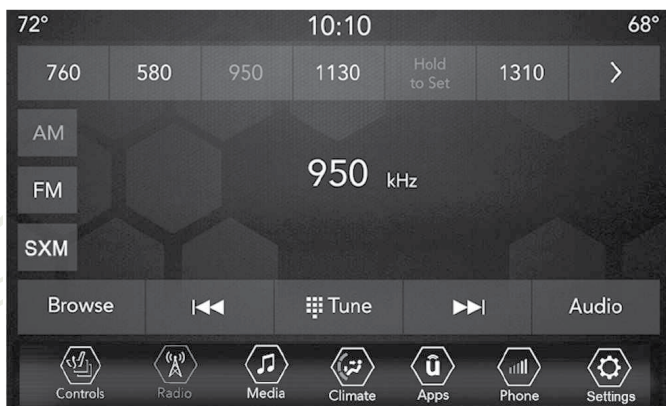 72° 10:10 68°
760 580 950 1130 Hold to Set 1310
AM
950 kHz
FM
SXM
Browse Tune Audio
Controls Radio Media Climate û Apps Phone Settings